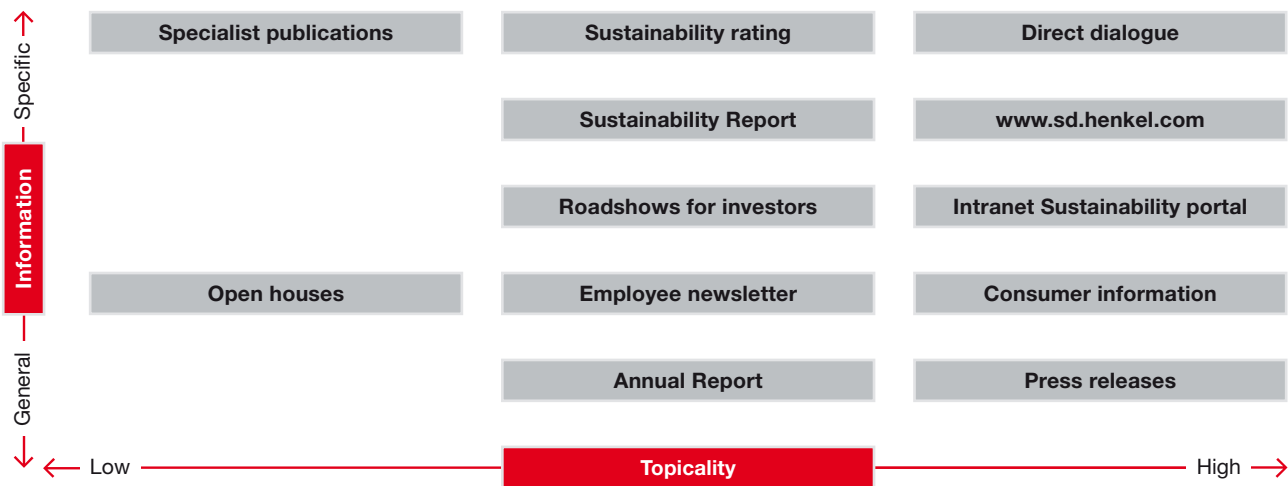 Specific
Information
General
Specialist publications
Sustainability rating
Direct dialogue
Sustainability Report
www.sd.henkel.com
Roadshows for investors
Intranet Sustainability portal
Open houses
Employee newsletter
Consumer information
Annual Report
Press releases
Low
Topicality
High